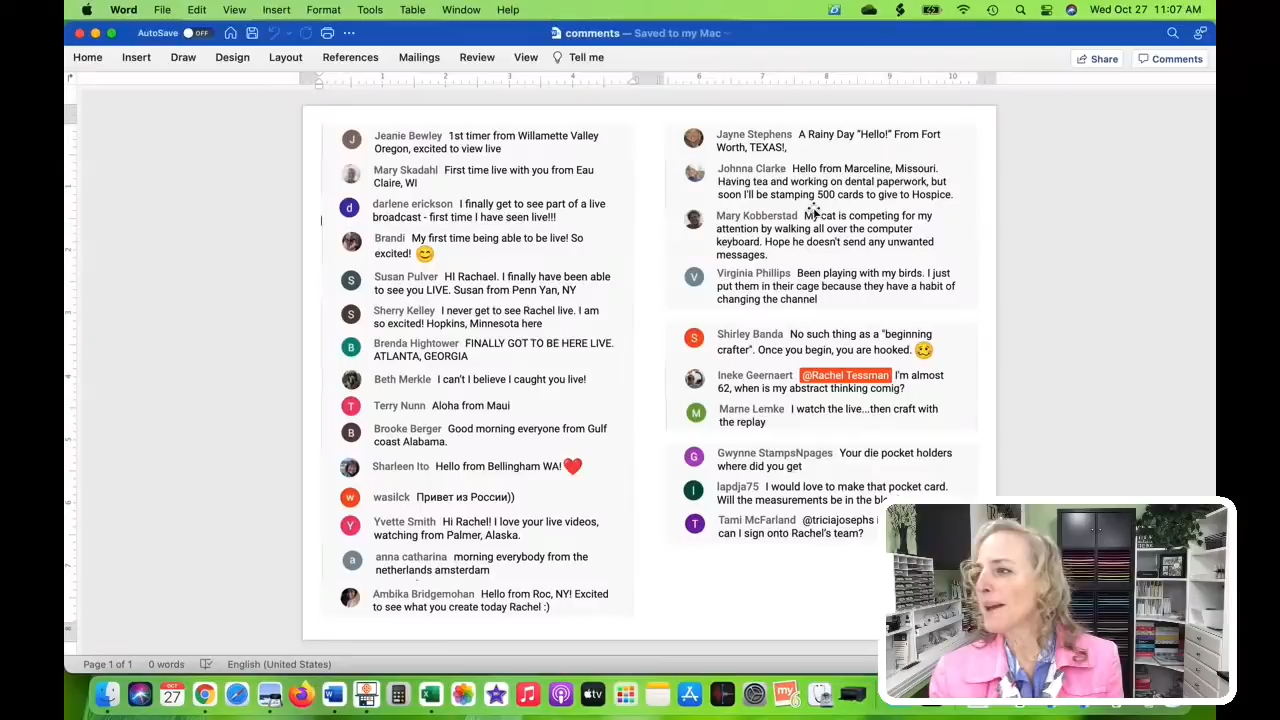 Word File Edit View Insert Format Tools Table Window Help Wed Oct 27 11:07 AM
AutoSave OFF comments — Saved to my Mac
Home Insert Draw Design Layout References Mailings Review View Tell me Share Comments
1 2 3 4 6 7 8 9 10
J Jeanie Bewley 1st timer from Willamette Valley
Oregon, excited to view live
Mary Skadahl First time live with you from Eau
Claire, WI
d darlene erickson I finally get to see part of a live
broadcast - first time I have seen live!!!
Brandi My first time being able to be live! So
excited! 😊
S Susan Pulver HI Rachael. I finally have been able
to see you LIVE. Susan from Penn Yan, NY
S Sherry Kelley I never get to see Rachel live. I am
so excited! Hopkins, Minnesota here
B Brenda Hightower FINALLY GOT TO BE HERE LIVE.
ATLANTA, GEORGIA
Beth Merkle I can't I believe I caught you live!
T Terry Nunn Aloha from Maui
B Brooke Berger Good morning everyone from Gulf
coast Alabama.
Sharleen Ito Hello from Bellingham WA!❤️
w wasilck Привет из России))
Y Yvette Smith Hi Rachel! I love your live videos,
watching from Palmer, Alaska.
a anna catharina morning everybody from the
netherlands amsterdam
Ambika Bridgemohan Hello from Roc, NY! Excited
to see what you create today Rachel :)
Jayne Stephens A Rainy Day "Hello!" From Fort
Worth, TEXAS!,
Johnna Clarke Hello from Marceline, Missouri.
Having tea and working on dental paperwork, but
soon I'll be stamping 500 cards to give to Hospice.
Mary Kobberstad My cat is competing for my
attention by walking all over the computer
keyboard. Hope he doesn't send any unwanted
messages.
V Virginia Phillips Been playing with my birds. I just
put them in their cage because they have a habit of
changing the channel
S Shirley Banda No such thing as a "beginning
crafter". Once you begin, you are hooked. 🥴
Ineke Geernaert @Rachel Tessman I'm almost
62, when is my abstract thinking comig?
M Marne Lemke I watch the live...then craft with
the replay
G Gwynne StampsNpages Your die pocket holders
where did you get
I lapdja75 I would love to make that pocket card.
Will the measurements be in the
T Tami McFarland @triciajosephs
can I sign onto Rachel's team?
Page 1 of 1 0 words English (United States)
OCT
27